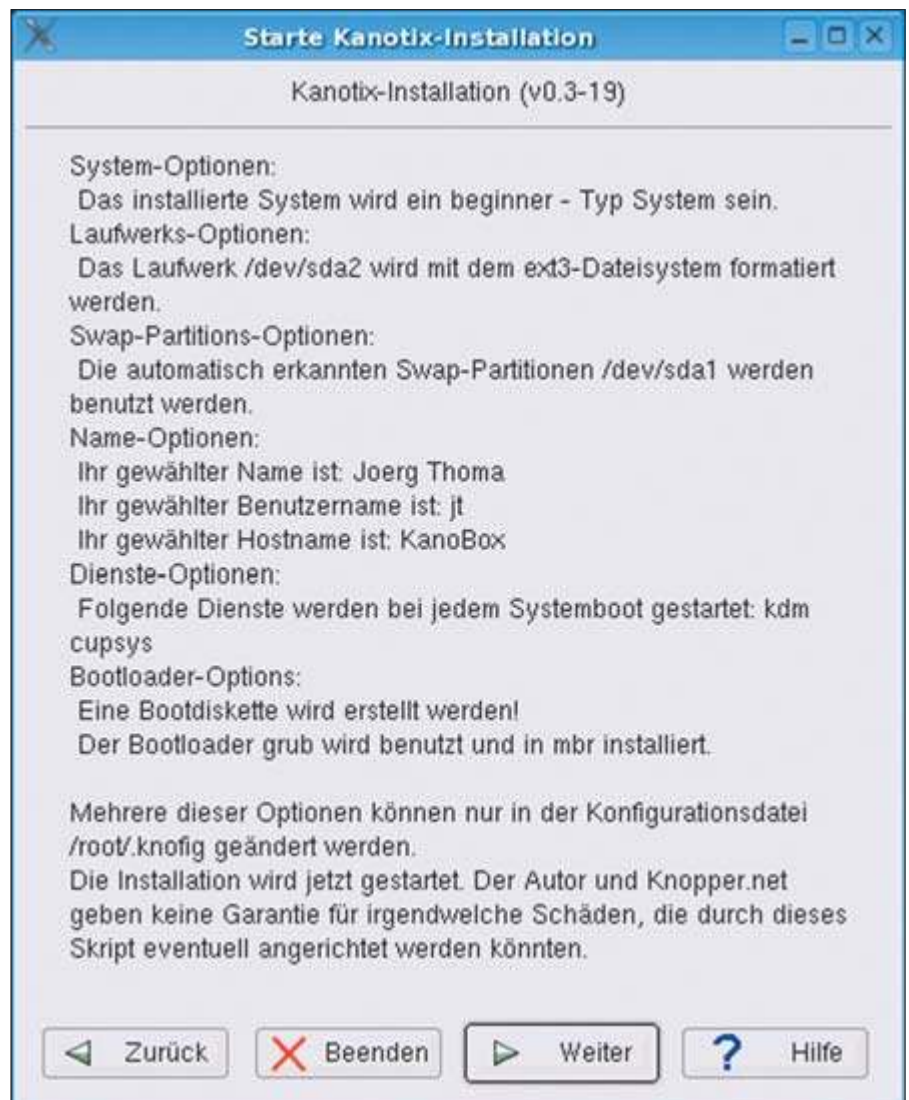 Starte Kanotix-Installation
Kanotix-Installation (v0.3-19)
System-Optionen:
Das installierte System wird ein beginner - Typ System sein.
Laufwerks-Optionen:
Das Laufwerk /dev/sda2 wird mit dem ext3-Dateisystem formatiert
werden.
Swap-Partitions-Optionen:
Die automatisch erkannten Swap-Partitionen /dev/sda1 werden
benutzt werden.
Name-Optionen:
Ihr gewählter Name ist: Joerg Thoma
Ihr gewählter Benutzername ist: jt
Ihr gewählter Hostname ist: KanoBox
Dienste-Optionen:
Folgende Dienste werden bei jedem Systemboot gestartet: kdm
cupsys
Bootloader-Options:
Eine Bootdiskette wird erstellt werden!
Der Bootloader grub wird benutzt und in mbr installiert.
Mehrere dieser Optionen können nur in der Konfigurationsdatei
/root/.knofig geändert werden.
Die Installation wird jetzt gestartet. Der Autor und Knopper.net
geben keine Garantie für irgendwelche Schäden, die durch dieses
Skript eventuell angerichtet werden könnten.
Zurück Beenden Weiter ? Hilfe